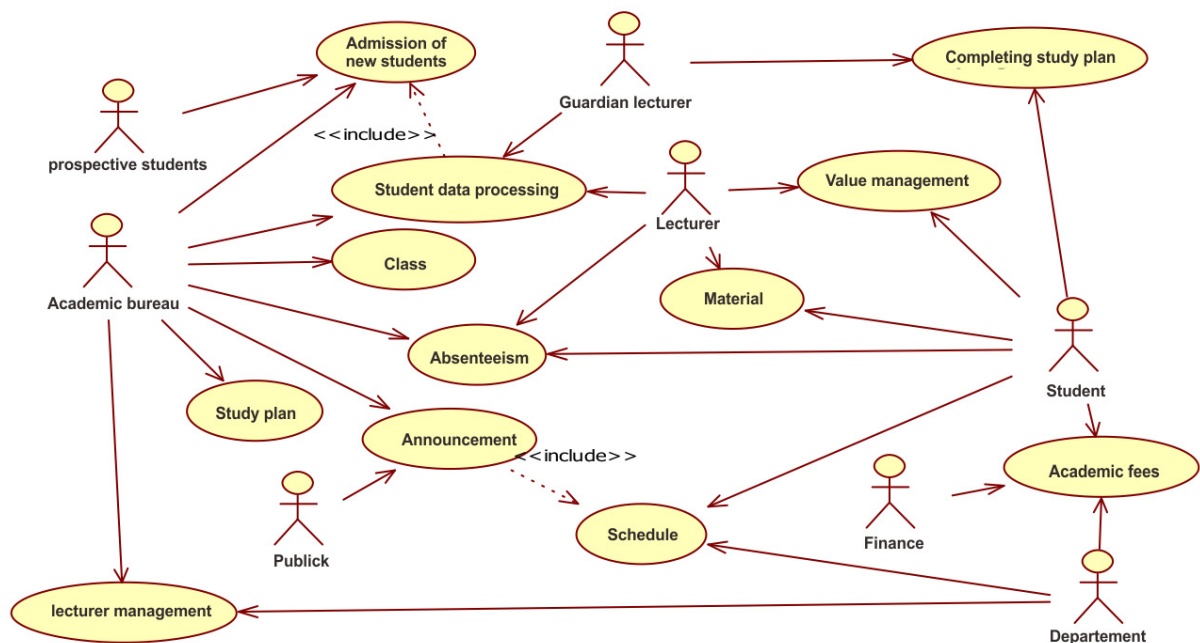 Admission of
new students
Completing study plan
Guardian lecturer
<<include>>
prospective students
Student data processing
Value management
Lecturer
Class
Academic bureau
Material
Absenteeism
Student
Study plan
Announcement
<<include>>
Academic fees
Schedule
Finance
Publick
lecturer management
Departement